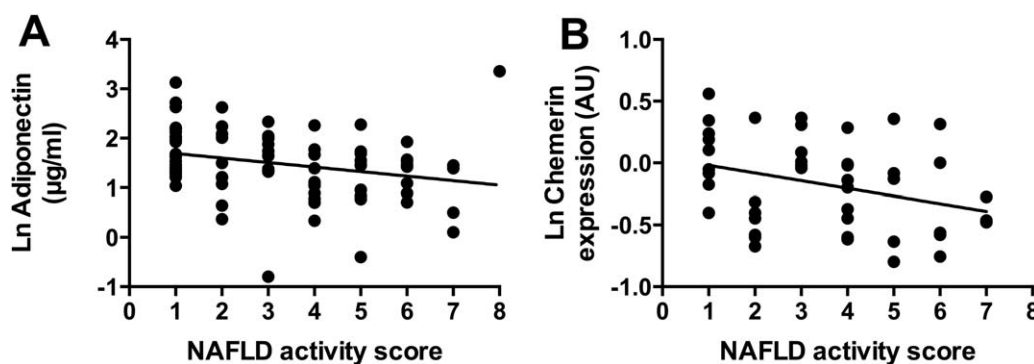 A
Ln Adiponectin
(µg/ml)
4
3
2
1
0
-1
0 1 2 3 4 5 6 7 8
NAFLD activity score
B
Ln Chemerin
expression (AU)
1.0
0.5
0.0
-0.5
-1.0
0 1 2 3 4 5 6 7 8
NAFLD activity score